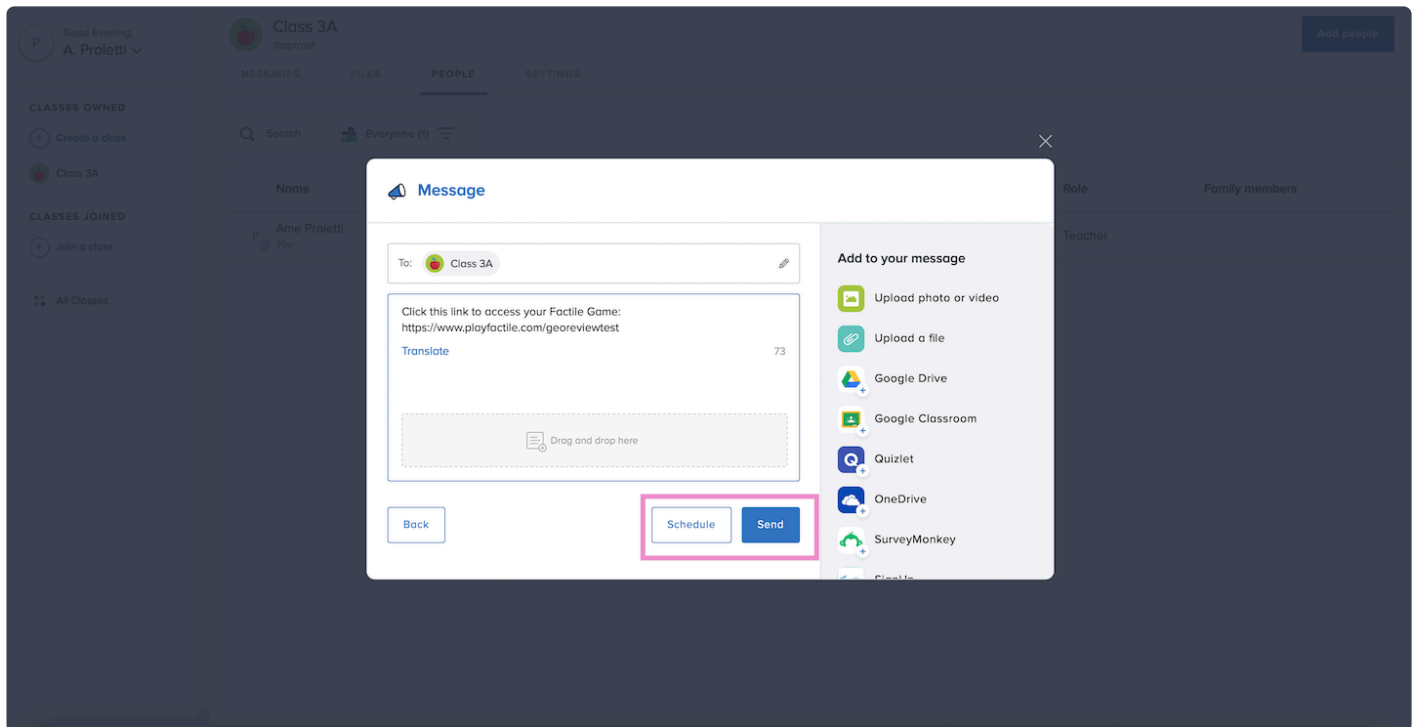 P
Good Evening,
A. Proietti
CLASSES OWNED
+ Create a class
Class 3A
CLASSES JOINED
+ Join a class
All Classes
Class 3A
@aproiet
MESSAGES FILES PEOPLE SETTINGS
Add people
Search Everyone (1)
Name Role Family members
P Ame Proietti Teacher
You
Message
To: Class 3A
Click this link to access your Factile Game:
https://www.playfactile.com/georeviewtest
Translate 73
Drag and drop here
Back Schedule Send
Add to your message
Upload photo or video
Upload a file
Google Drive
Google Classroom
Q Quizlet
OneDrive
SurveyMonkey
SignUp